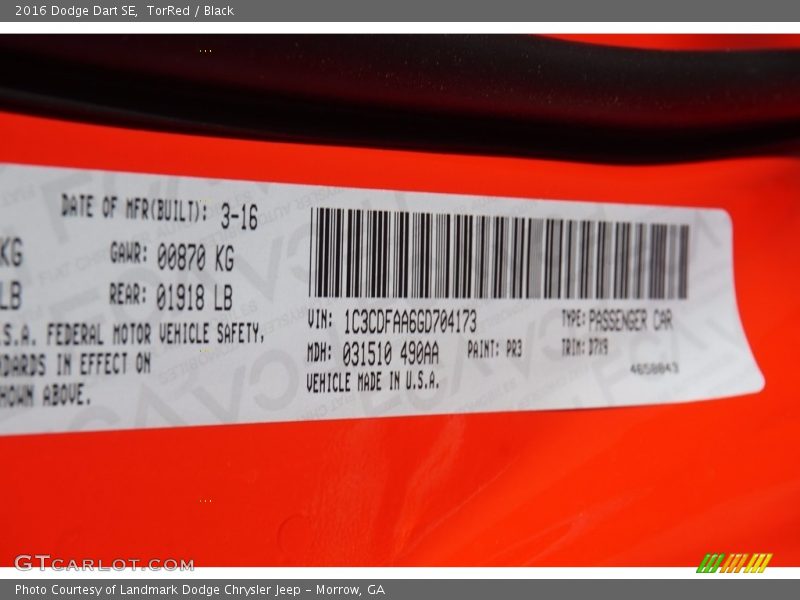 2016 Dodge Dart SE,  TorRed / Black
DATE OF MFR(BUILT): 3-16
KG GAWR: 00870 KG
LB REAR: 01918 LB
.S.A. FEDERAL MOTOR VEHICLE SAFETY,
NDARDS IN EFFECT ON
HOWN ABOVE.
VIN: 1C3CDFAA6GD704173 TYPE: PASSENGER CAR
MDH: 031510 490AA PAINT: PR3 TRIM: D7X9
VEHICLE MADE IN U.S.A. 4658843
GTCARLOT.COM
Photo Courtesy of Landmark Dodge Chrysler Jeep – Morrow, GA